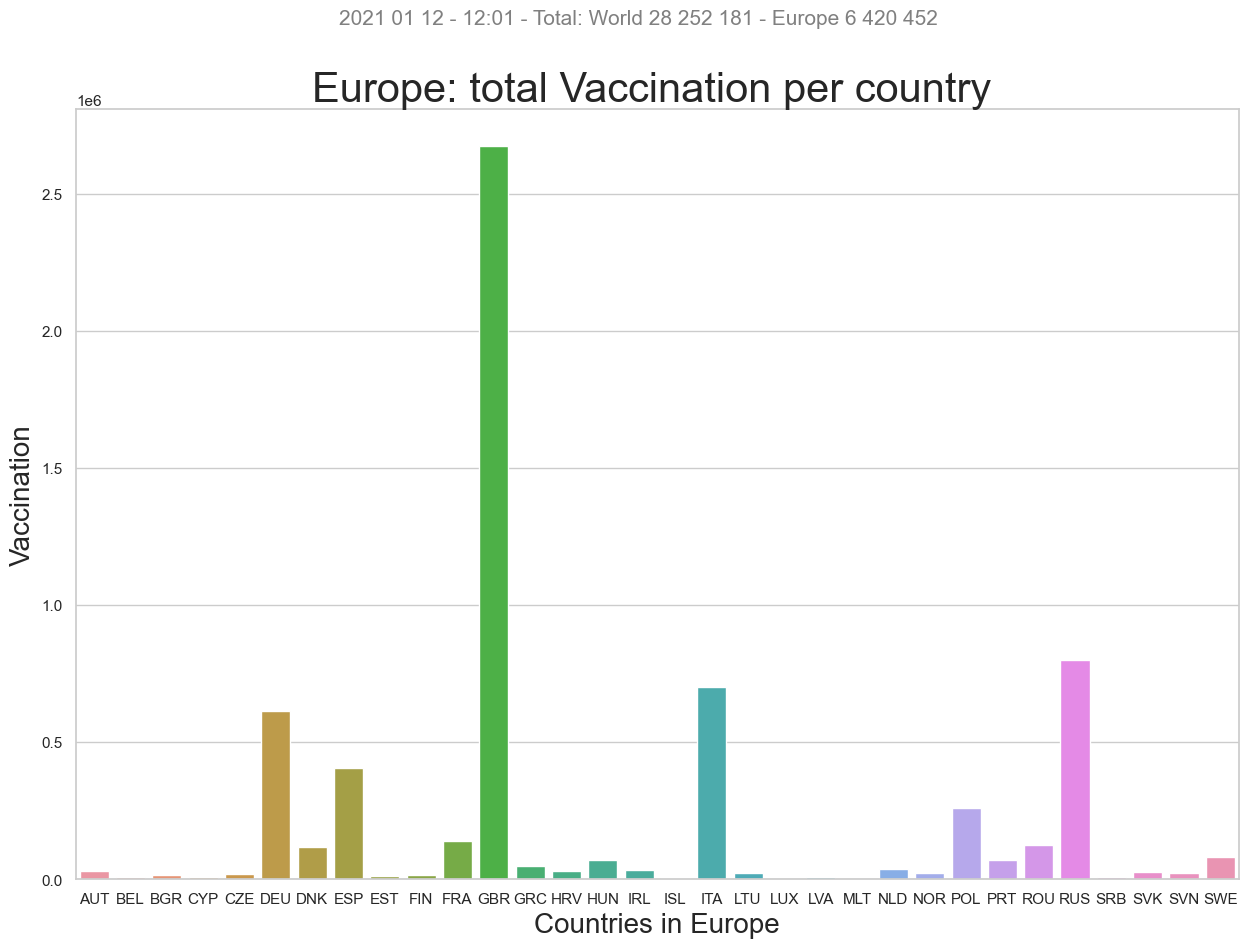 2021 01 12 - 12:01 - Total: World 28 252 181 - Europe 6 420 452
Europe: total Vaccination per country
1e6
2.5
2.0
1.5
1.0
0.5
0.0
Vaccination
AUT BEL BGR CYP CZE DEU DNK ESP EST FIN FRA GBR GRC HRV HUN IRL ISL ITA LTU LUX LVA MLT NLD NOR POL PRT ROU RUS SRB SVK SVN SWE
Countries in Europe